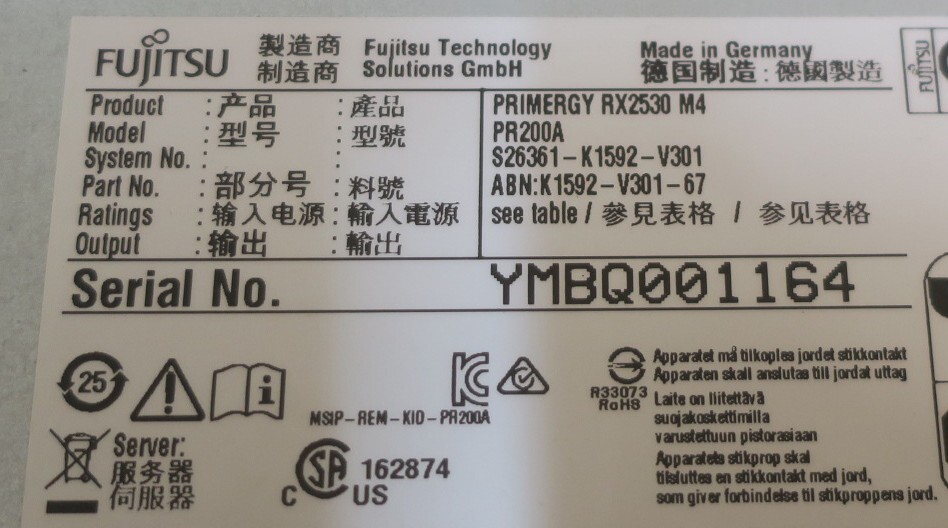 FUJITSU 製造商 Fujitsu Technology Made in Germany
制造商 Solutions GmbH 德国制造：德國製造
FUJITSU
Product : 产品 : 產品 PRIMERGY RX2530 M4
Model : 型号 : 型號 PR200A
System No. : : S26361-K1592-V301
Part No. : 部分号 : 料號 ABN:K1592-V301-67
Ratings : 输入电源 : 輸入電源 see table / 參見表格 / 参见表格
Output : 输出 : 輸出
Serial No. YMBQ001164
25
MSIP-REM-KID-PR200A
R33073
RoHS
Apparatet må tilkoples jordet stikkontakt
Apparaten skall anslutas till jordat uttag
Laite on liitettävä
suojakoskettimilla
varustettuun pistorasiaan
Apparatets stikprop skal
tilsluttes en stikkontakt med jord,
som giver forbindelse til stikproppens jord.
Server:
服务器
伺服器
C SA US 162874